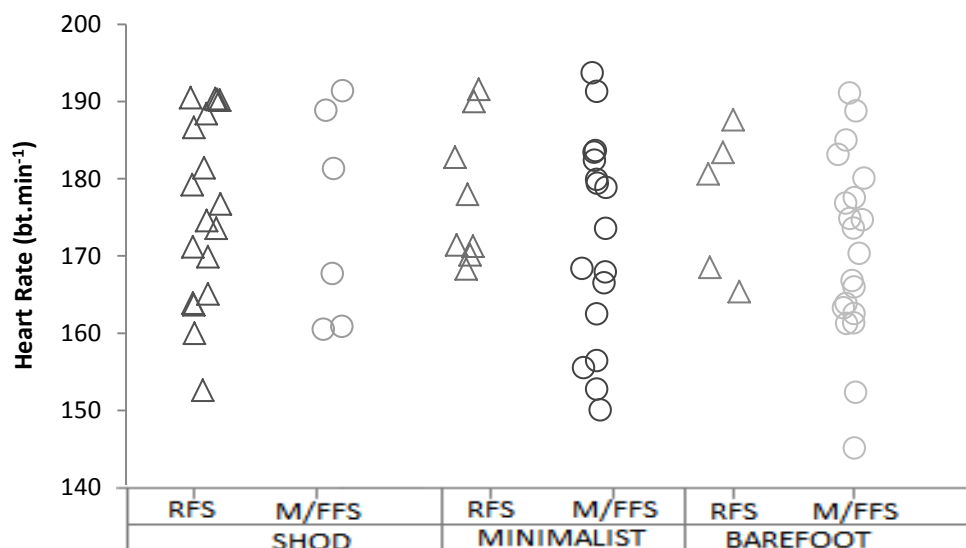 Heart Rate (bt.min⁻¹)
200
190
180
170
160
150
140
RFS M/FFS RFS M/FFS RFS M/FFS
SHOD MINIMALIST BAREFOOT